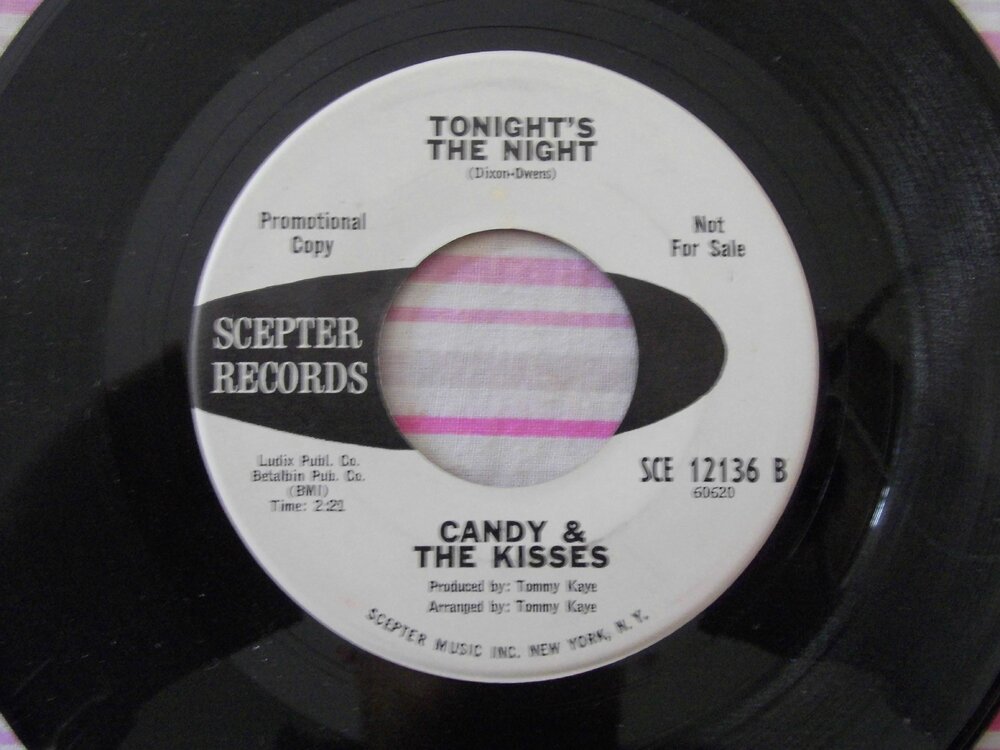 TONIGHT'S
THE NIGHT
(Dixon-Owens)
Promotional
Copy
Not
For Sale
SCEPTER
RECORDS
Ludix Publ. Co.
Betalbin Pub. Co.
(BMI)
Time: 2:21
SCE 12136 B
60620
CANDY &
THE KISSES
Produced by: Tommy Kaye
Arranged by: Tommy Kaye
SCEPTER MUSIC INC. NEW YORK, N. Y.